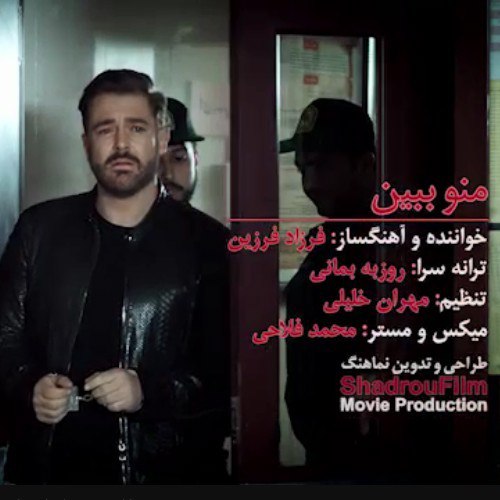 منو ببین
خواننده و آهنگساز: فرزاد فرزین
ترانه سرا: روزبه بمانی
تنظیم: مهران خلیلی
میکس و مستر: محمد فلاحی
طراحی و تدوین نماهنگ
ShadrouFilm
Movie Production